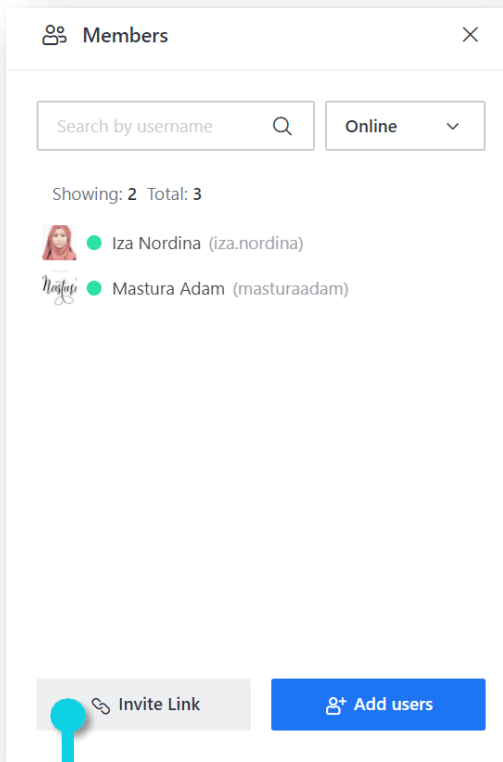 Members
Search by username
Online
Showing: 2 Total: 3
Iza Nordina (iza.nordina)
Mastura Adam (masturaadam)
Invite Link
Add users